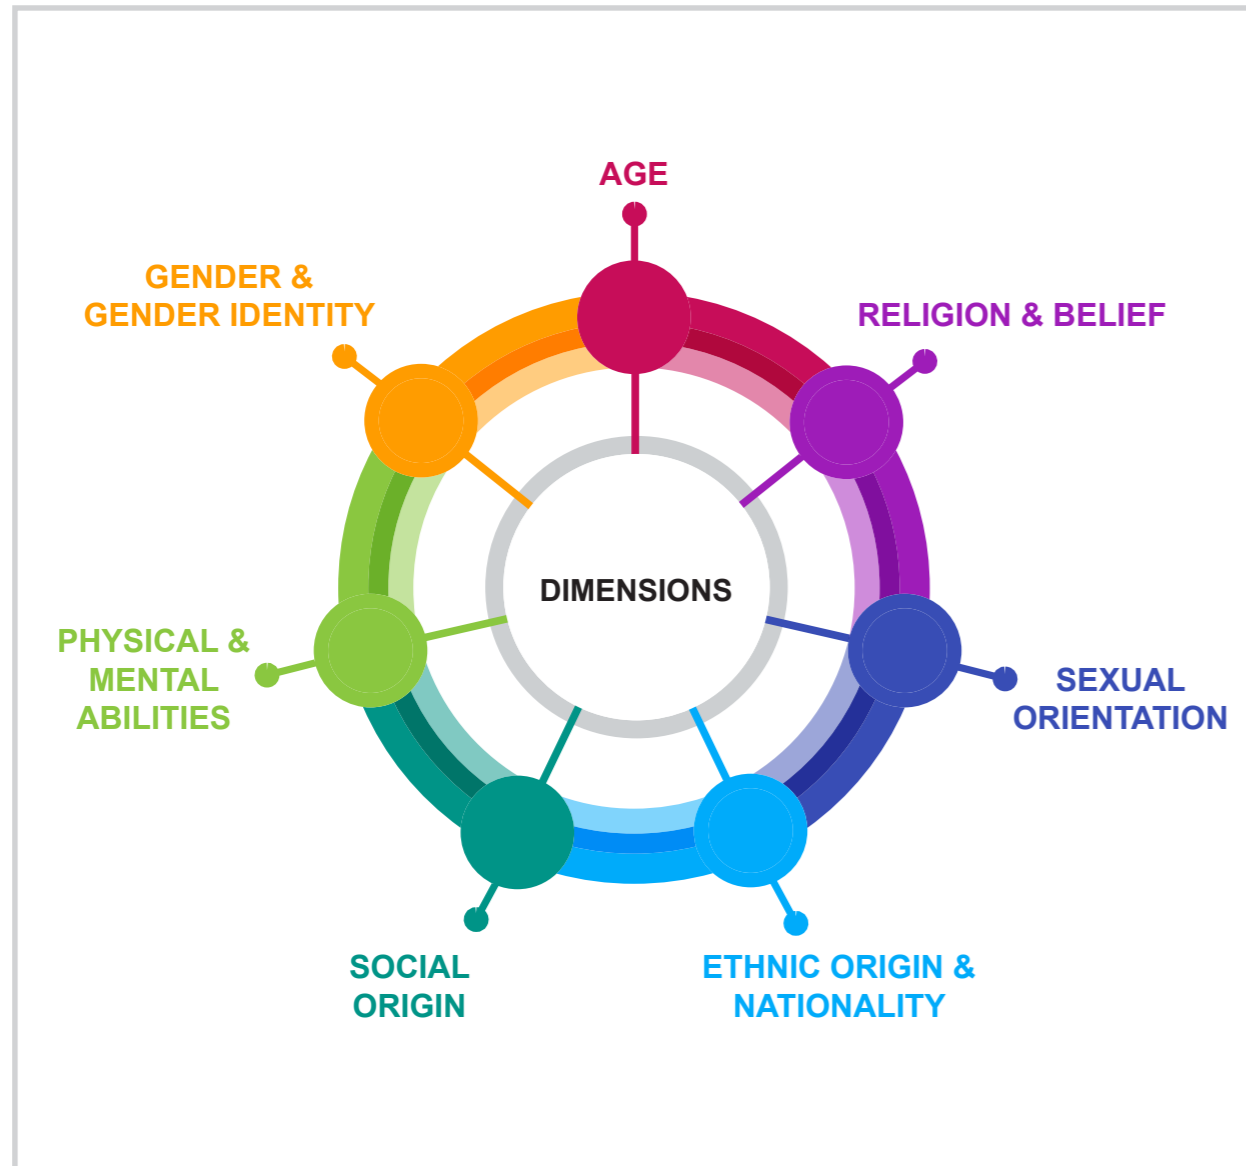 AGE
GENDER &
GENDER IDENTITY
RELIGION & BELIEF
DIMENSIONS
PHYSICAL &
MENTAL
ABILITIES
SEXUAL
ORIENTATION
SOCIAL
ORIGIN
ETHNIC ORIGIN &
NATIONALITY